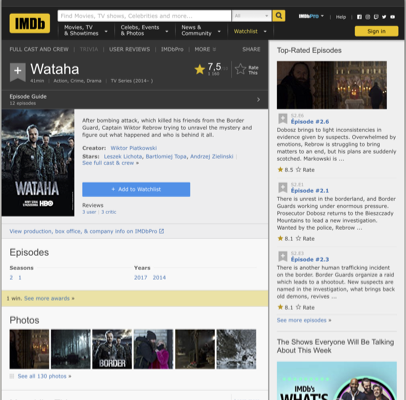 IMDb
Find Movies, TV shows, Celebrities and more...
All
IMDbPro
Help
Movies, TV
& Showtimes
Celebs, Events
& Photos
News &
Community
Watchlist
Sign in
FULL CAST AND CREW | TRIVIA | USER REVIEWS | IMDbPro | MORE
SHARE
Wataha
Action, Crime, Drama | TV Series (2014– )
7,5
Rate
This
Episode Guide
12 episodes
WATAHA
HBO
After bombing attack, which killed his friends from the Border
Guard, Captain Wiktor Rebrow trying to unravel the mystery and
figure out what happened and who is behind it all.
Creator: Wiktor Piatkowski
Stars: Leszek Lichota, Bartlomiej Topa, Andrzej Zielinski
See full cast & crew »
+ Add to Watchlist
Reviews
3 user | 3 critic
View production, box office, & company info on IMDbPro
Episodes
Seasons
2 1
Years
2017 2014
1 win. See more awards »
Photos
BORDER
See all 130 photos »
Top-Rated Episodes
Episode #2.6
Dobosz brings to light inconsistencies in
evidence given by suspects. Overwhelmed by
emotions, Rebrow is struggling to bring
matters to an end, but his plans are suddenly
scotched. Markowski is ...
8.5 Rate
Episode #2.1
There is unrest in the borderland, and Border
Guards working under enormous pressure.
Prosecutor Dobosz returns to the Bieszczady
Mountains to lead a new investigation.
Wanted by the police, Rebrow ...
8.1 Rate
Episode #2.3
There is another human trafficking incident
on the border. Border Guards organize a raid
which leads to a shootout. New suspects are
named in the investigation, what brings back
old demons, revives ...
8.1 Rate
See more episodes »
The Shows Everyone Will Be Talking
About This Week
IMDb's
WHAT'S